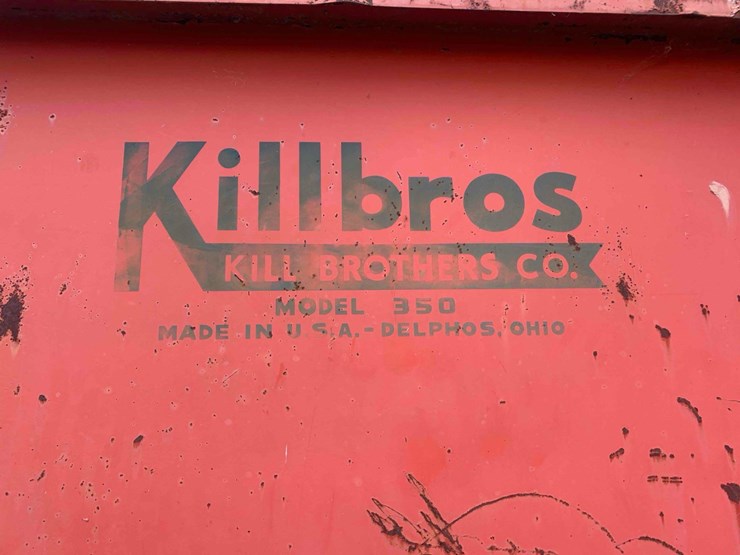 Killbros
KILL BROTHERS CO.
MODEL 350
MADE IN U.S.A.-DELPHOS, OHIO